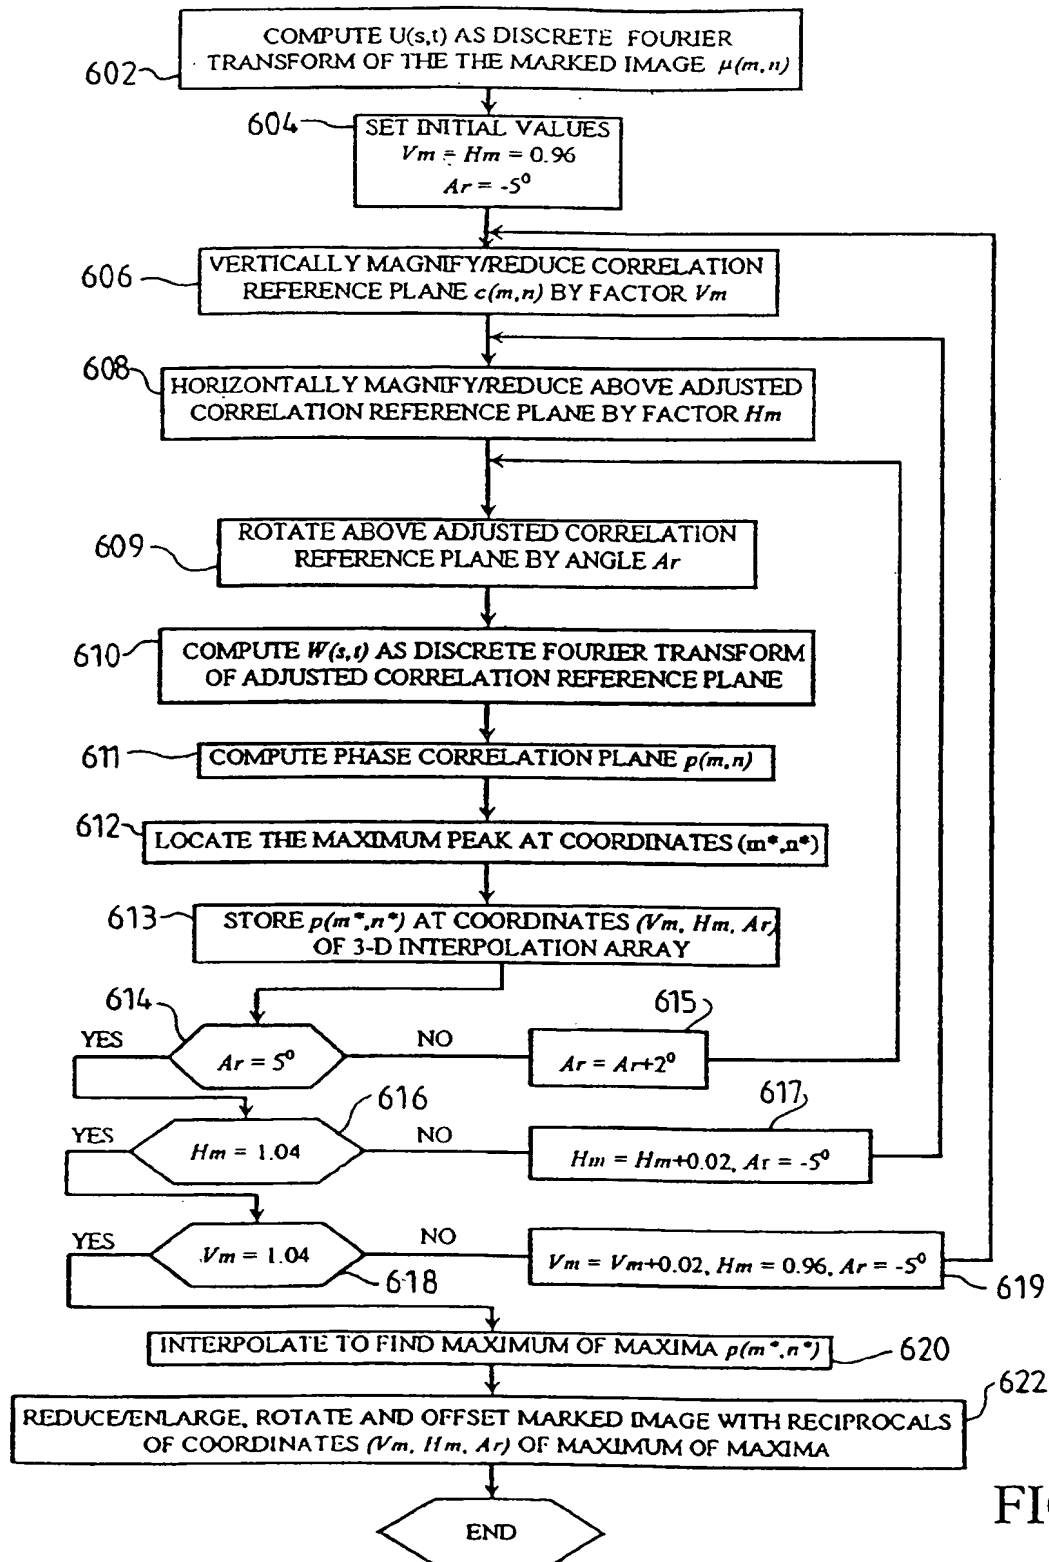 COMPUTE U(s,t) AS DISCRETE FOURIER
TRANSFORM OF THE THE MARKED IMAGE μ(m,n)
602
604
SET INITIAL VALUES
Vm = Hm = 0.96
Ar = -5⁰
606
VERTICALLY MAGNIFY/REDUCE CORRELATION
REFERENCE PLANE c(m,n) BY FACTOR Vm
608
HORIZONTALLY MAGNIFY/REDUCE ABOVE ADJUSTED
CORRELATION REFERENCE PLANE BY FACTOR Hm
609
ROTATE ABOVE ADJUSTED CORRELATION
REFERENCE PLANE BY ANGLE Ar
610
COMPUTE W(s,t) AS DISCRETE FOURIER TRANSFORM
OF ADJUSTED CORRELATION REFERENCE PLANE
611
COMPUTE PHASE CORRELATION PLANE p(m,n)
612
LOCATE THE MAXIMUM PEAK AT COORDINATES (m*,n*)
613
STORE p(m*,n*) AT COORDINATES (Vm, Hm, Ar)
OF 3-D INTERPOLATION ARRAY
614
615
YES
Ar = 5⁰
NO
Ar = Ar+2⁰
616
617
YES
Hm = 1.04
NO
Hm = Hm+0.02, Ar = -5⁰
YES
Vm = 1.04
NO
Vm = Vm+0.02, Hm = 0.96, Ar = -5⁰
618
619
INTERPOLATE TO FIND MAXIMUM OF MAXIMA p(m*,n*)
620
622
REDUCE/ENLARGE, ROTATE AND OFFSET MARKED IMAGE WITH RECIPROCALS
OF COORDINATES (Vm, Hm, Ar) OF MAXIMUM OF MAXIMA
END